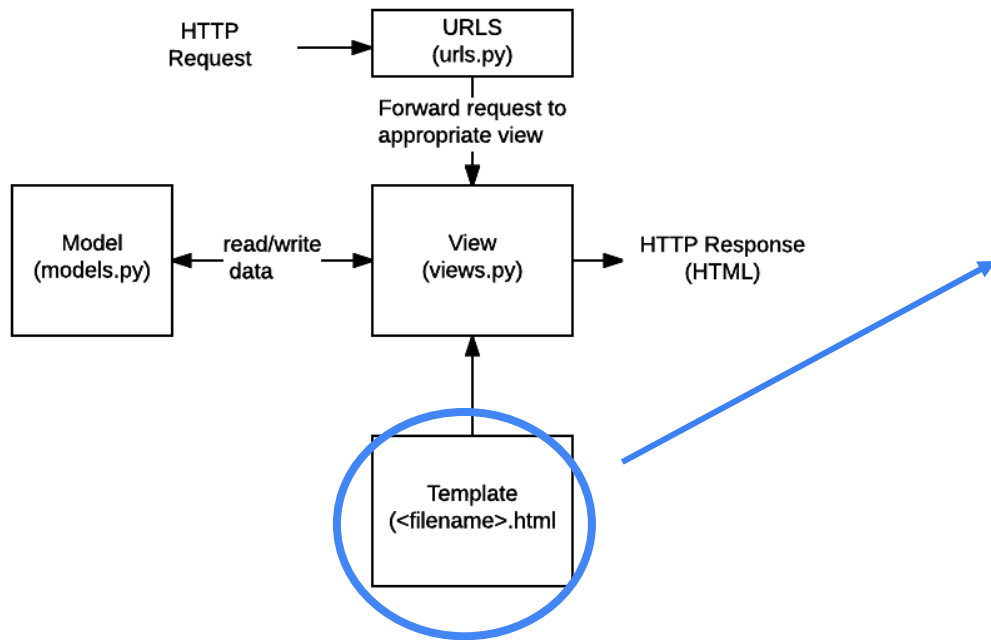 HTTP
Request
URLS
(urls.py)
Forward request to
appropriate view
Model
(models.py)
read/write
data
View
(views.py)
HTTP Response
(HTML)
Template
(<filename>.html